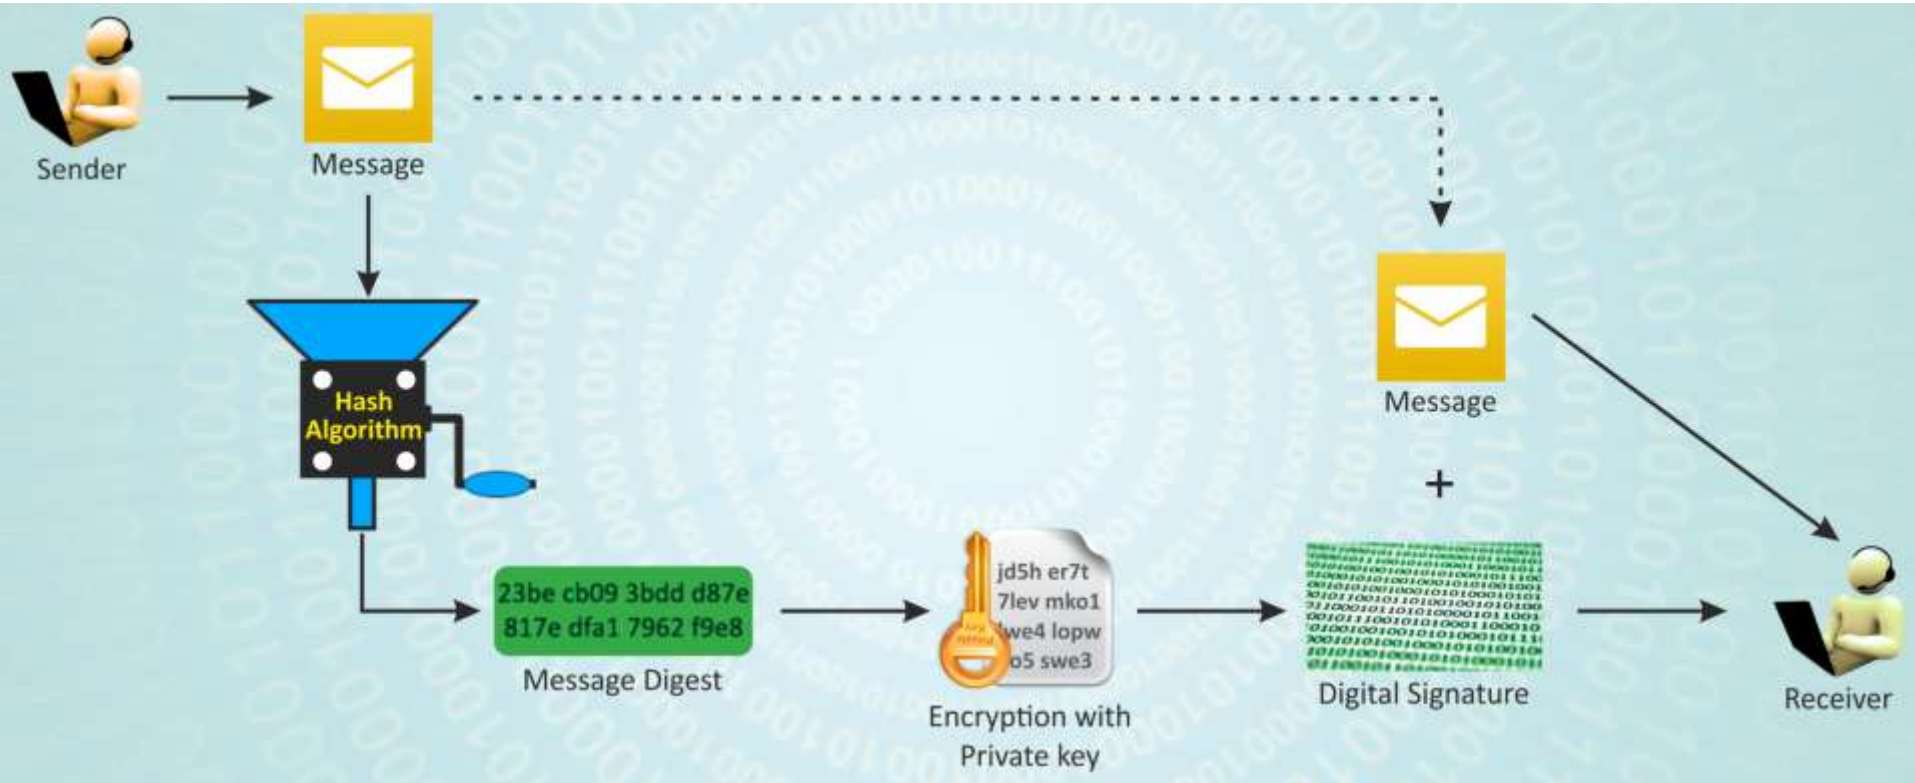 Sender
Message
Hash
Algorithm
23be cb09 3bdd d87e
817e dfa1 7962 f9e8
Message Digest
jd5h er7t
7lev mko1
we4 lopw
o5 swe3
Encryption with
Private key
Message
+
Digital Signature
Receiver